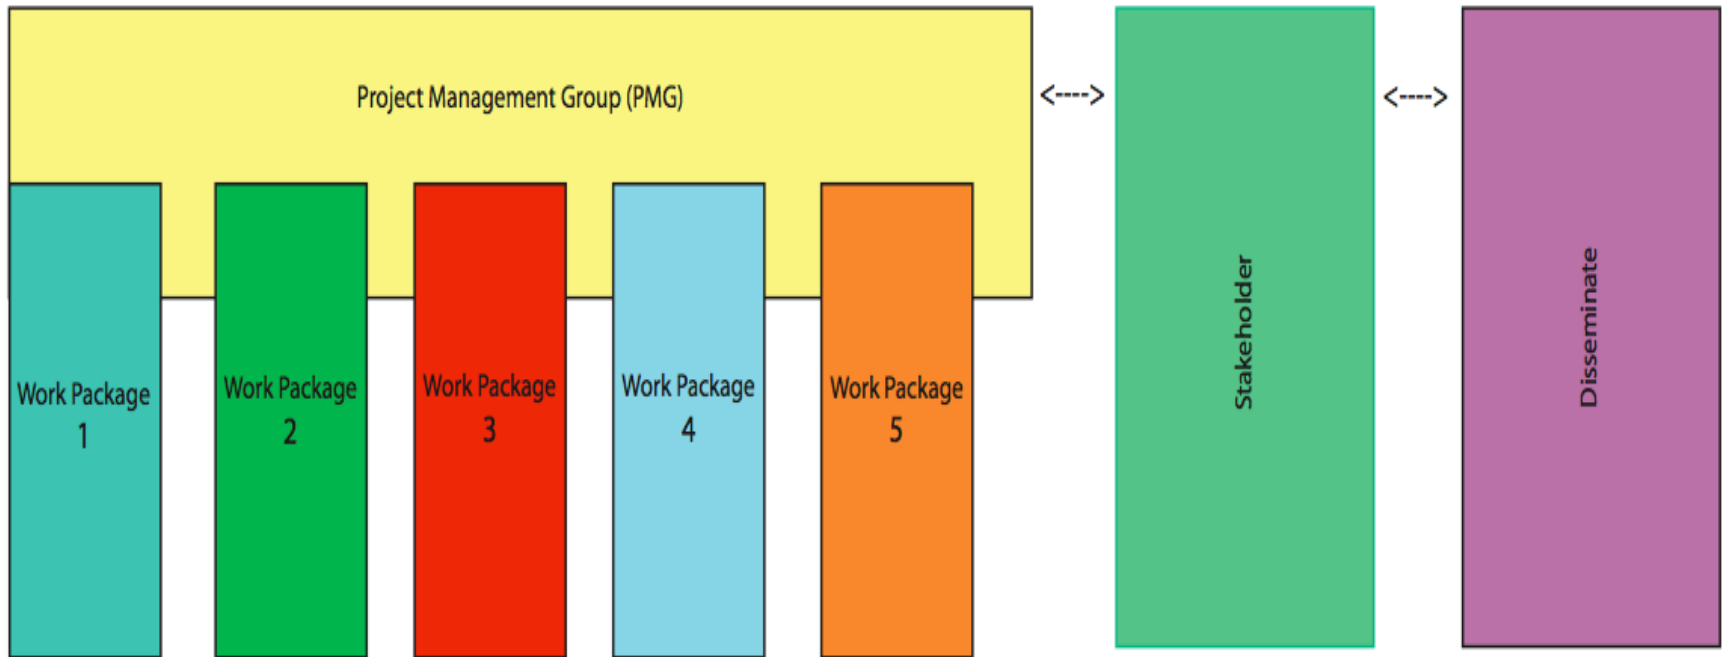 Project Management Group (PMG)
<---->
<---->
Work Package
1
Work Package
2
Work Package
3
Work Package
4
Work Package
5
Stakeholder
Disseminate